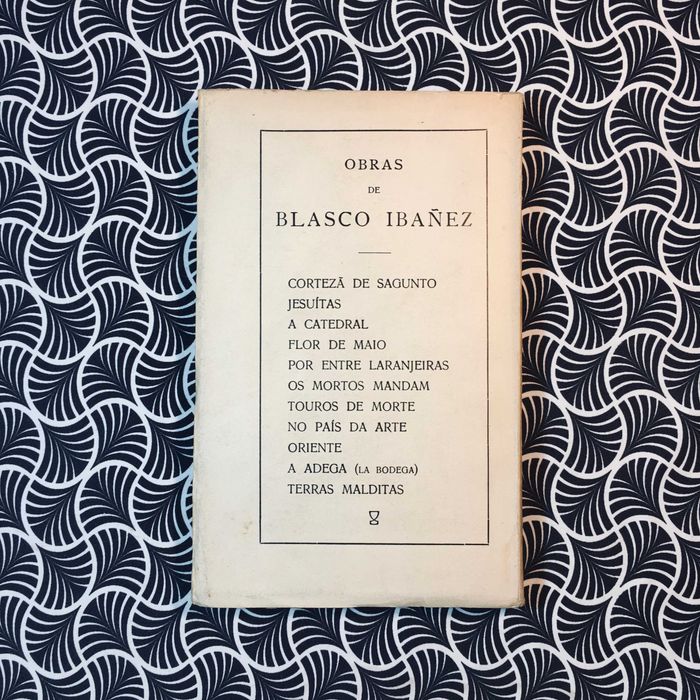 OBRAS
DE
BLASCO IBAÑEZ
CORTEZÃ DE SAGUNTO
JESUÍTAS
A CATEDRAL
FLOR DE MAIO
POR ENTRE LARANJEIRAS
OS MORTOS MANDAM
TOUROS DE MORTE
NO PAÍS DA ARTE
ORIENTE
A ADEGA (LA BODEGA)
TERRAS MALDITAS